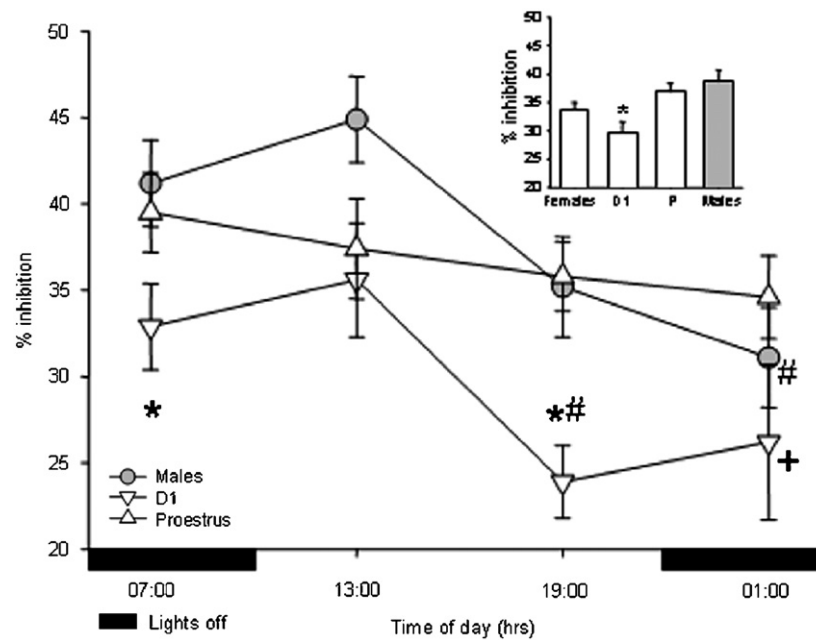 50
45
40
35
30
25
20
% inhibition
50
45
40
35
30
25
20
% inhibition
Females D1 P Males
*
*
*#
#
+
Males
D1
Proestrus
07:00 13:00 19:00 01:00
Lights off
Time of day (hrs)